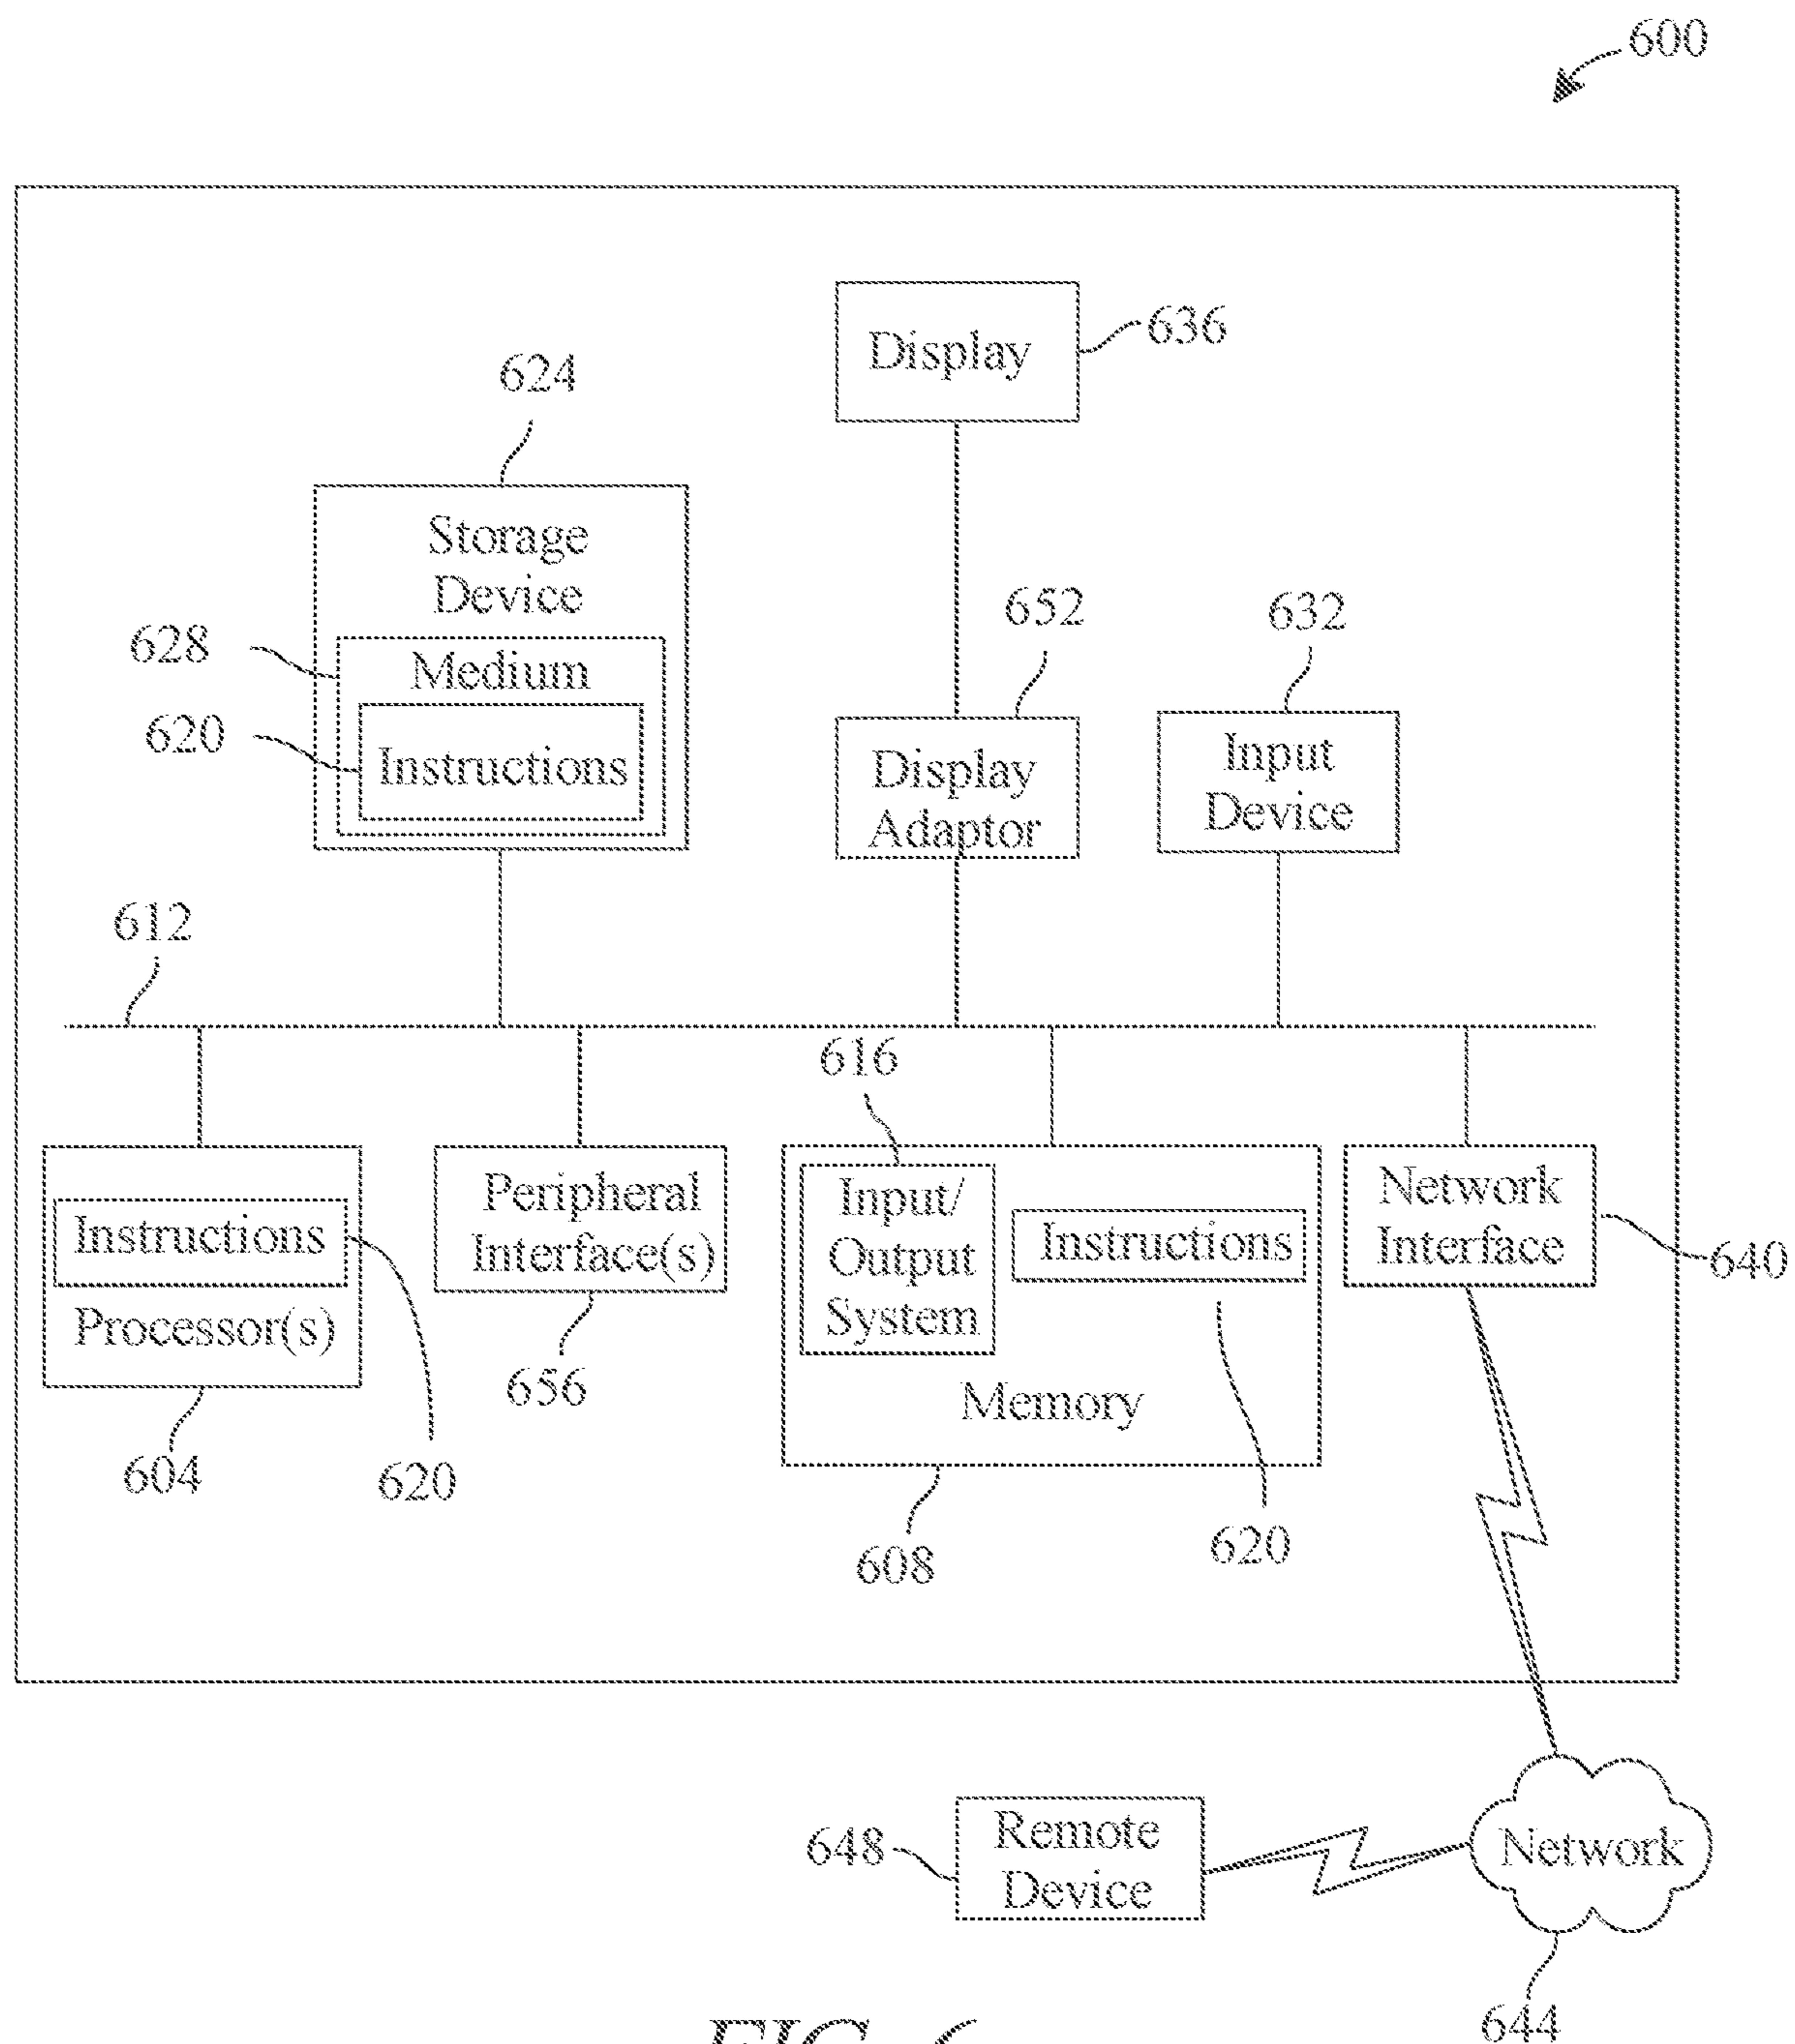 600
Display
636
624
Storage
Device
628
Medium
620
Instructions
652
Display
Adaptor
632
Input
Device
612
616
Instructions
Processor(s)
604
620
Peripheral
Interface(s)
656
Input/
Output
System
Instructions
Memory
608
620
Network
Interface
640
648
Remote
Device
Network
644
FIG. 6